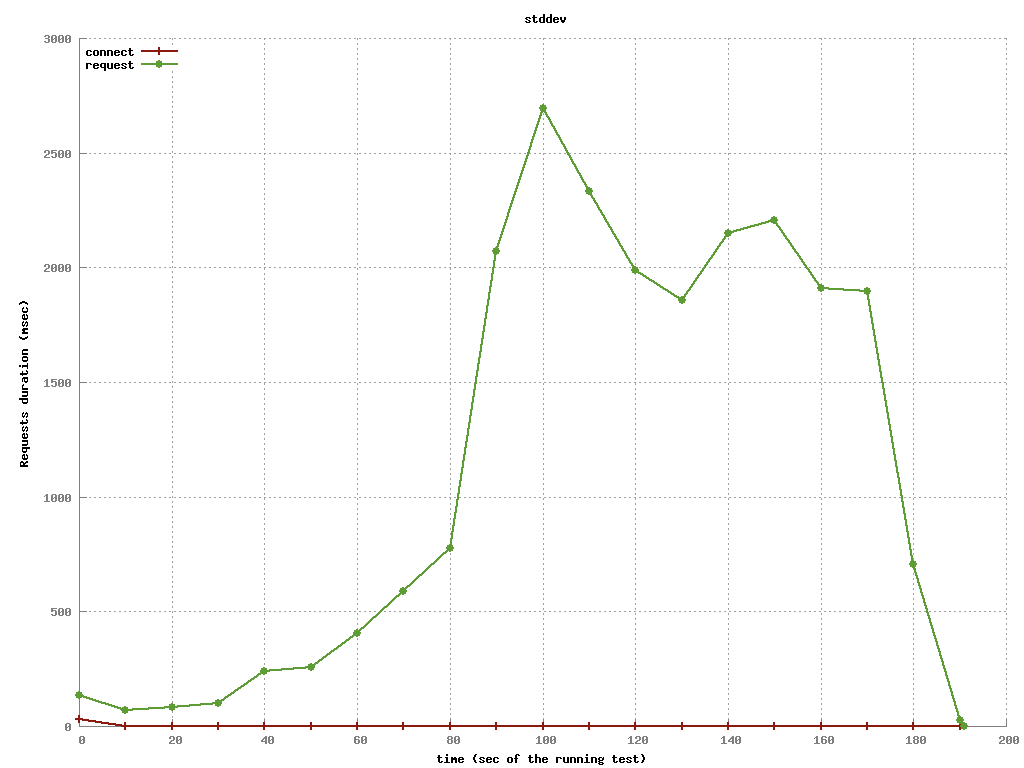 stddev
connect
request
3000
2500
2000
1500
1000
500
0
Requests duration (msec)
0 20 40 60 80 100 120 140 160 180 200
time (sec of the running test)